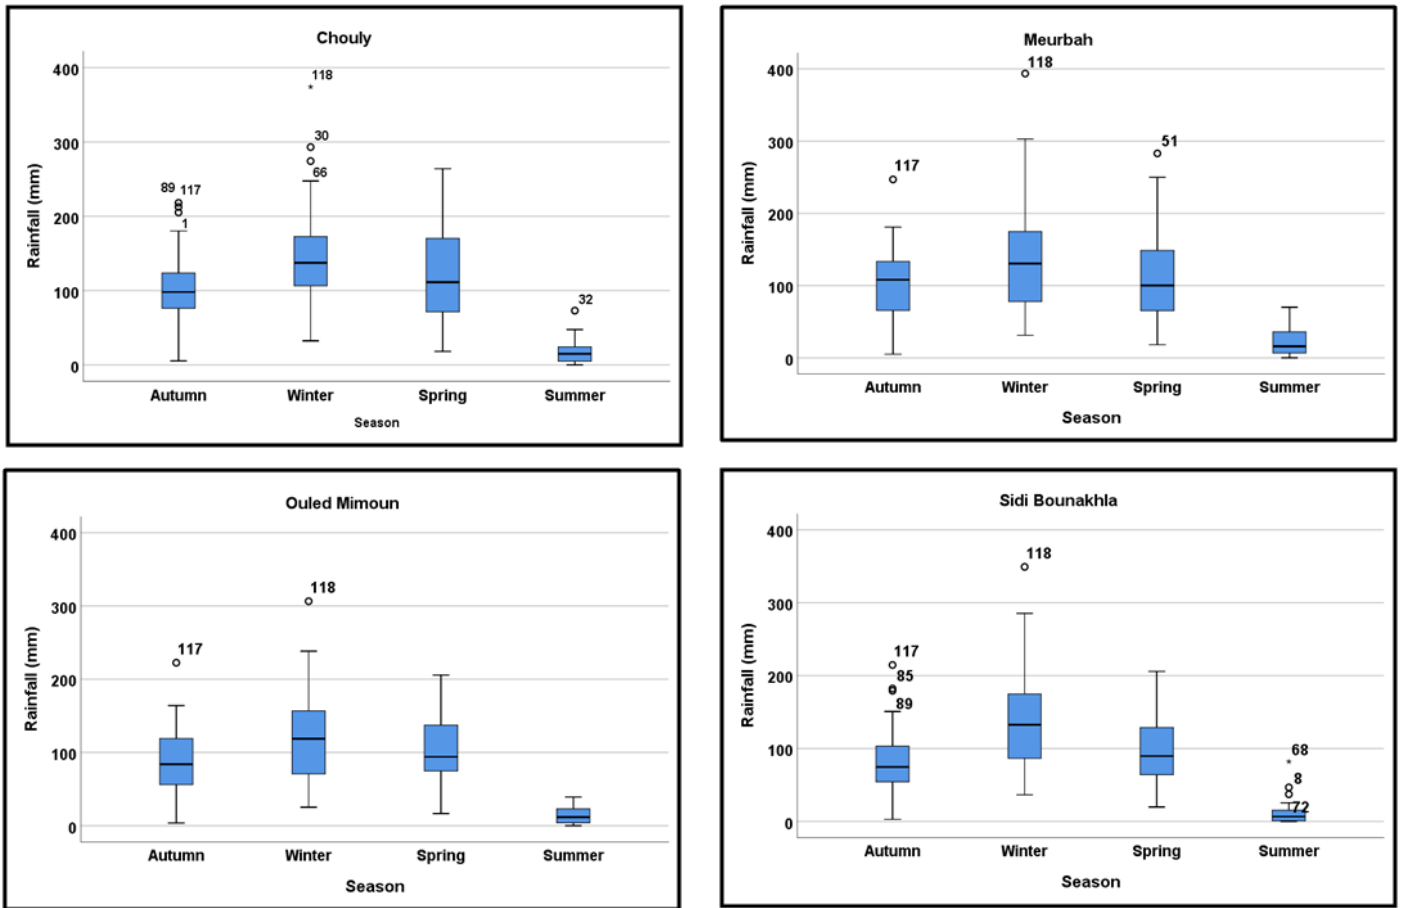 Chouly
Rainfall (mm)
400
300
200
100
0
118
30
66
89 117
1
32
Autumn Winter Spring Summer
Season
Meurbah
Rainfall (mm)
400
300
200
100
0
118
51
117
Autumn Winter Spring Summer
Season
Ouled Mimoun
Rainfall (mm)
400
300
200
100
0
118
117
Autumn Winter Spring Summer
Season
Sidi Bounakhla
Rainfall (mm)
400
300
200
100
0
118
117
85
89
68
8
72
Autumn Winter Spring Summer
Season